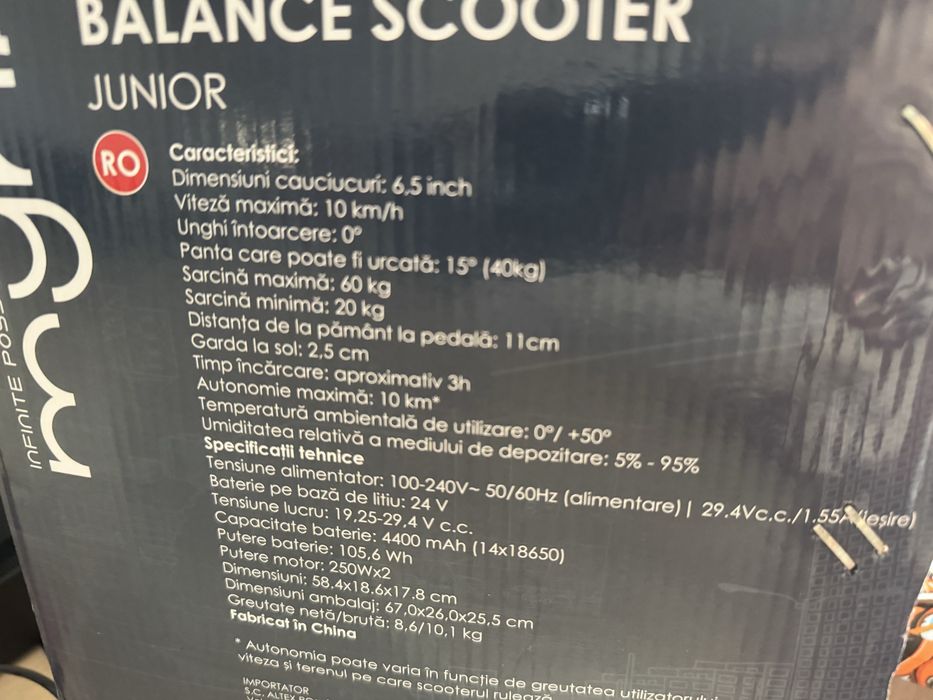 BALANCE SCOOTER
JUNIOR
RO
Caracteristici:
Dimensiuni cauciucuri: 6,5 inch
Viteză maximă: 10 km/h
Unghi întoarcere: 0°
Panta care poate fi urcată: 15° (40kg)
Sarcină maximă: 60 kg
Sarcină minimă: 20 kg
Distanța de la pământ la pedală: 11cm
Garda la sol: 2,5 cm
Timp încărcare: aproximativ 3h
Autonomie maximă: 10 km*
Temperatură ambientală de utilizare: 0°/ +50°
Umiditatea relativă a mediului de depozitare: 5% - 95%
Specificații tehnice
Tensiune alimentator: 100-240V~ 50/60Hz (alimentare) | 29.4Vc.c./1.55A (ieșire)
Baterie pe bază de litiu: 24 V
Tensiune lucru: 19,25-29,4 V c.c.
Capacitate baterie: 4400 mAh (14x18650)
Putere baterie: 105,6 Wh
Putere motor: 250Wx2
Dimensiuni: 58.4x18.6x17.8 cm
Dimensiuni ambalaj: 67,0x26,0x25,5 cm
Greutate netă/brută: 8,6/10,1 kg
Fabricat în China
* Autonomia poate varia în funcție de greutatea utilizatorului,
viteza și terenul pe care scooterul rulează
IMPORTATOR
S.C. ALTEX
INFINITE